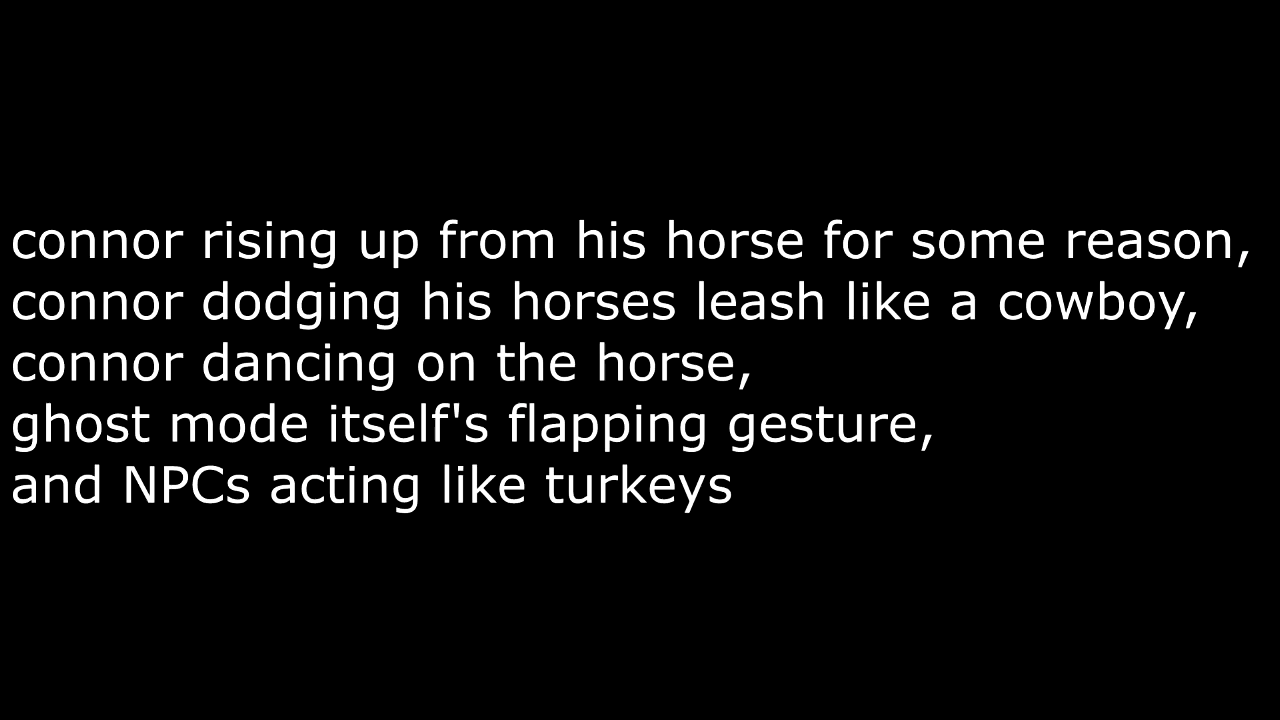 connor rising up from his horse for some reason,
connor dodging his horses leash like a cowboy,
connor dancing on the horse,
ghost mode itself's flapping gesture,
and NPCs acting like turkeys